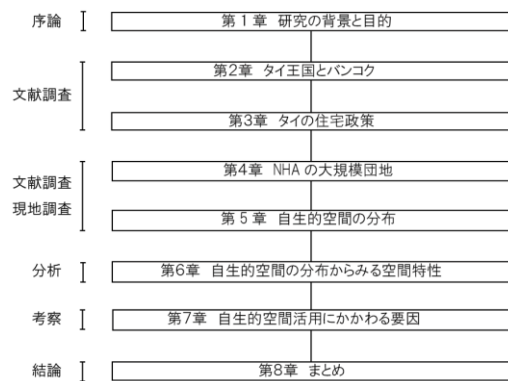 序論
第1章 研究の背景と目的
第2章 タイ王国とバンコク
文献調査
第3章 タイの住宅政策
第4章 NHAの大規模団地
文献調査
現地調査
第5章 自生的空間の分布
分析
第6章 自生的空間の分布からみる空間特性
考察
第7章 自生的空間活用にかかわる要因
結論
第8章 まとめ